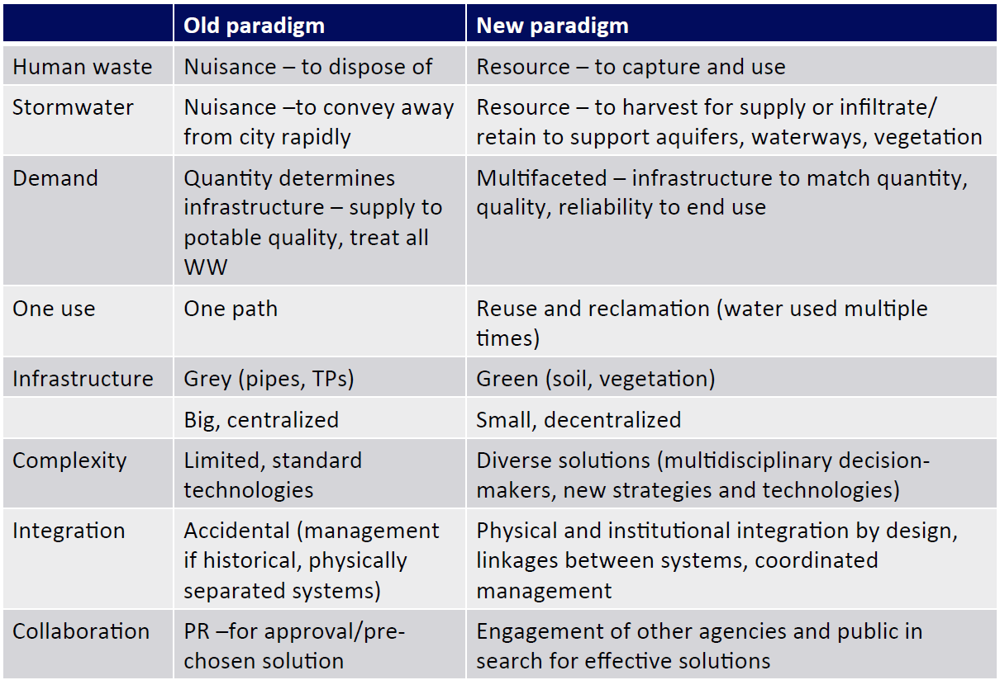 Old paradigm
New paradigm
Human waste
Nuisance – to dispose of
Resource – to capture and use
Stormwater
Nuisance –to convey away
from city rapidly
Resource – to harvest for supply or infiltrate/
retain to support aquifers, waterways, vegetation
Demand
Quantity determines
infrastructure – supply to
potable quality, treat all
WW
Multifaceted – infrastructure to match quantity,
quality, reliability to end use
One use
One path
Reuse and reclamation (water used multiple
times)
Infrastructure
Grey (pipes, TPs)
Green (soil, vegetation)
Big, centralized
Small, decentralized
Complexity
Limited, standard
technologies
Diverse solutions (multidisciplinary decision-
makers, new strategies and technologies)
Integration
Accidental (management
if historical, physically
separated systems)
Physical and institutional integration by design,
linkages between systems, coordinated
management
Collaboration
PR –for approval/pre-
chosen solution
Engagement of other agencies and public in
search for effective solutions